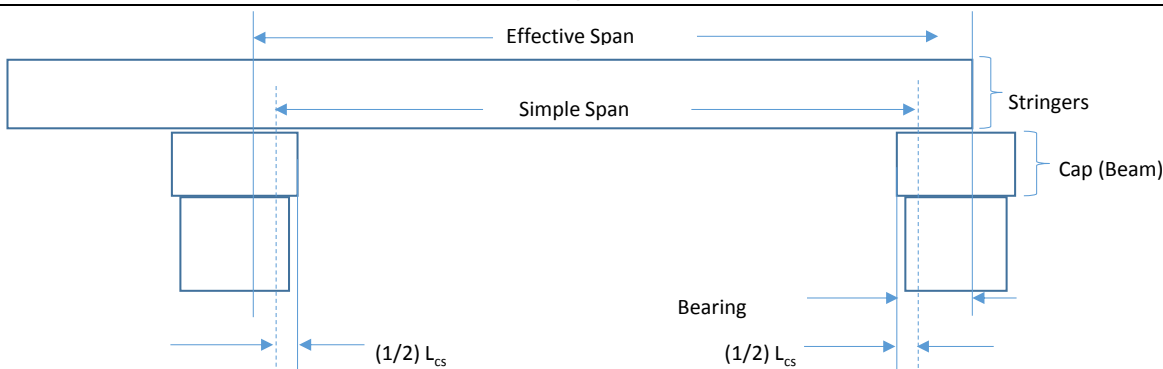 Effective Span
Simple Span
Stringers
Cap (Beam)
Bearing
(1/2) Lcs
(1/2) Lcs